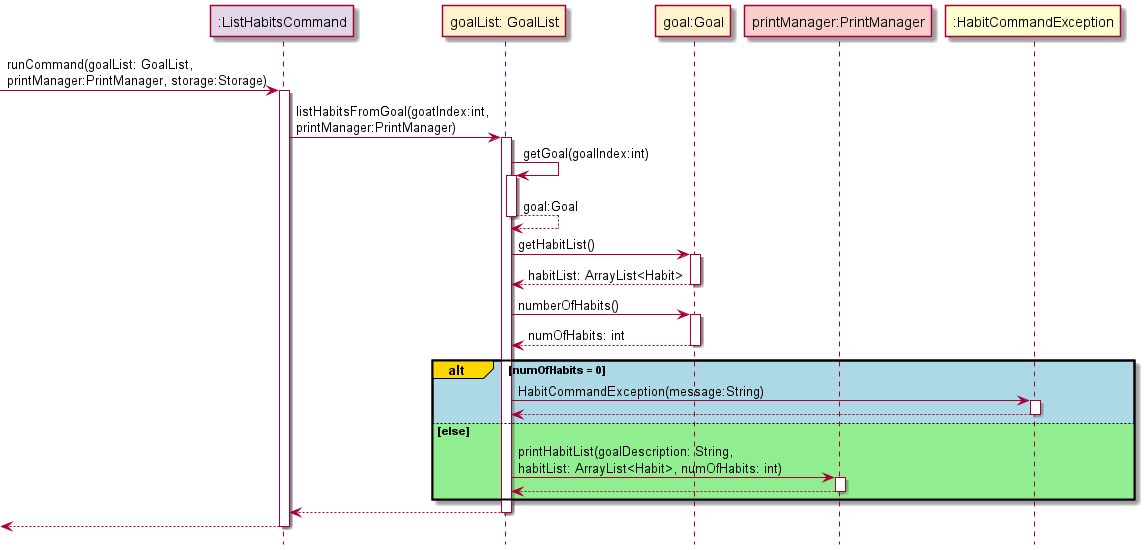 :ListHabitsCommand
goalList: GoalList
goal:Goal
printManager:PrintManager
:HabitCommandException
runCommand(goalList: GoalList,
printManager:PrintManager, storage:Storage)
listHabitsFromGoal(goatIndex:int,
printManager:PrintManager)
getGoal(goalIndex:int)
goal:Goal
getHabitList()
habitList: ArrayList<Habit>
numberOfHabits()
numOfHabits: int
alt
[numOfHabits = 0]
HabitCommandException(message:String)
[else]
printHabitList(goalDescription: String,
habitList: ArrayList<Habit>, numOfHabits: int)